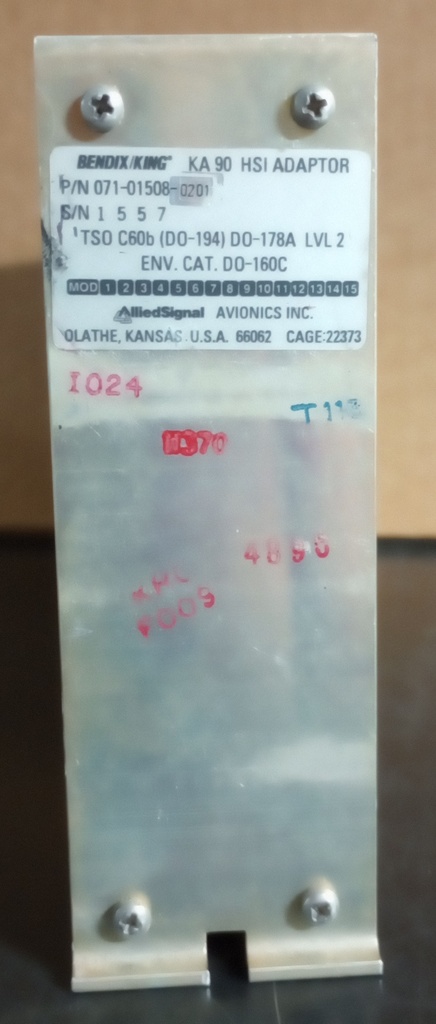 BENDIX/KING® KA 90 HSI ADAPTOR
P/N 071-01508-0201
S/N 1 5 5 7
TSO C60b (DO-194) DO-178A LVL 2
ENV. CAT. DO-160C
MOD 1 2 3 4 5 6 7 8 9 10 11 12 13 14 15
AlliedSignal AVIONICS INC.
OLATHE, KANSAS U.S.A. 66062 CAGE:22373
I024